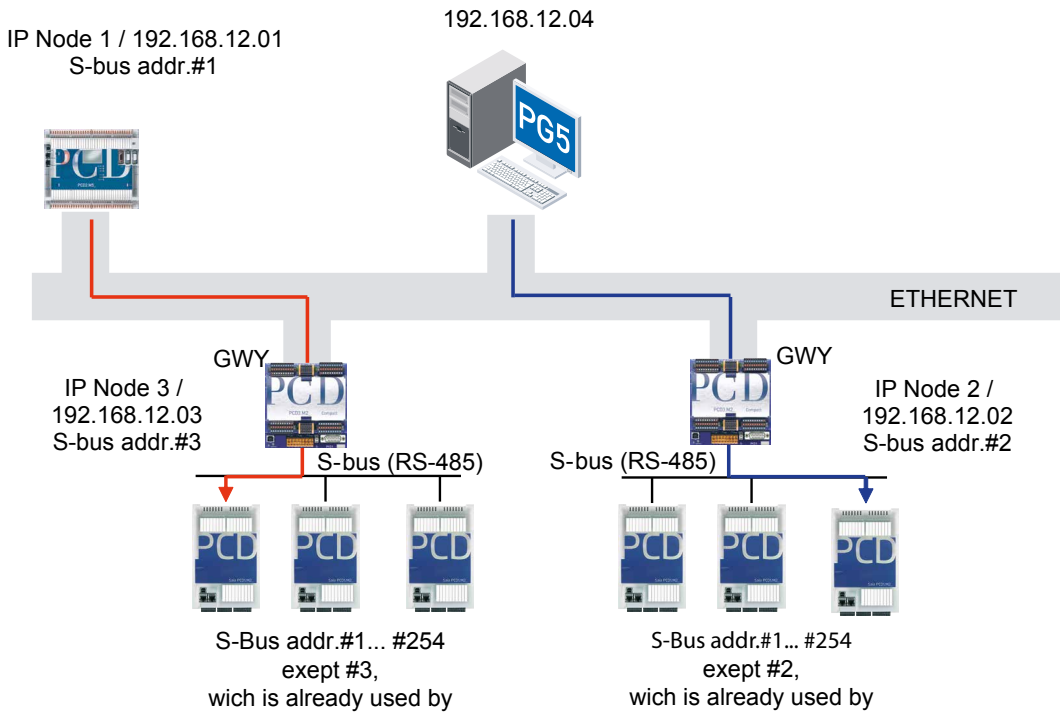 192.168.12.04
IP Node 1 / 192.168.12.01
S-bus addr.#1
PG5
PCD
ETHERNET
GWY
GWY
IP Node 3 /
192.168.12.03
S-bus addr.#3
PCD
PCD
IP Node 2 /
192.168.12.02
S-bus addr.#2
S-bus (RS-485)
S-bus (RS-485)
PCD
PCD
PCD
PCD
PCD
PCD
S-Bus addr.#1... #254
exept #3,
wich is already used by
S-Bus addr.#1... #254
exept #2,
wich is already used by